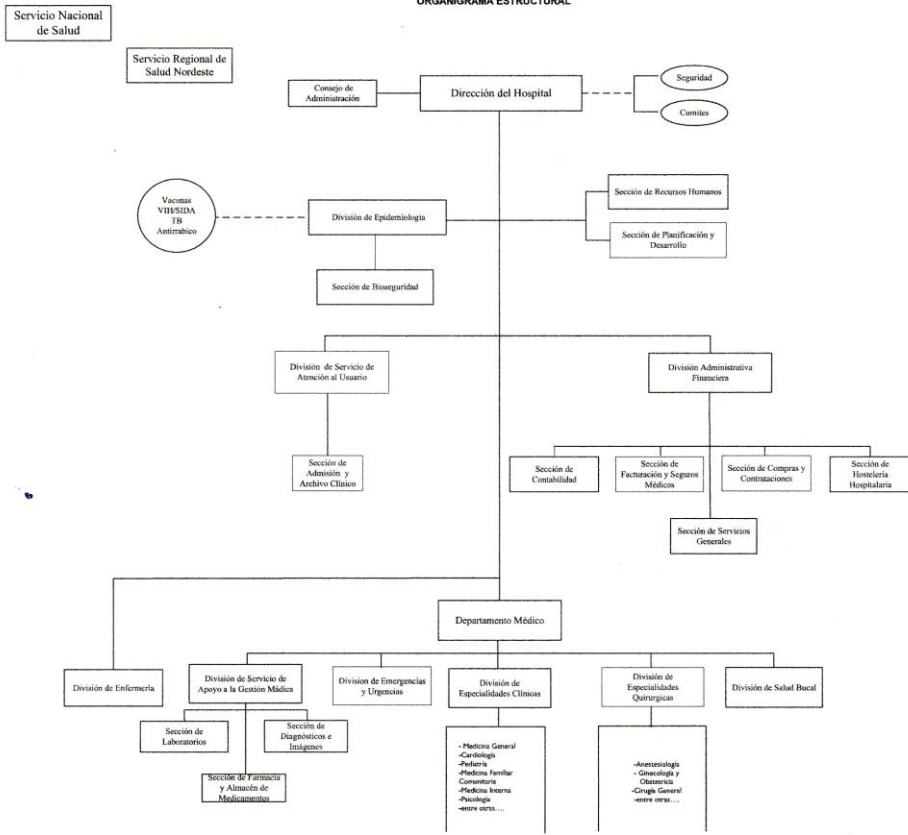 ORGANIGRAMA ESTRUCTURAL
Servicio Nacional
de Salud
Servicio Regional de
Salud Nordeste
Consejo de
Administración
Dirección del Hospital
Seguridad
Comites
Vacunas
VIH/SIDA
TB
Antirrabico
División de Epidemiologia
Sección de Recursos Humanos
Sección de Planificación y
Desarrollo
Sección de Bioseguridad
División de Servicio de
Atención al Usuario
División Administrativa
Financiera
Sección de
Admisión y
Archivo Clínico
Sección de
Contabilidad
Sección de
Facturación y Seguros
Médicos
Sección de Compras y
Contrataciones
Sección de
Hostelería
Hospitalaria
Sección de Servicios
Generales
Departamento Médico
División de Enfermería
División de Servicio de
Apoyo a la Gestión Médica
Division de Emergencias
y Urgencias
División de
Especialidades Clínicas
División de
Especialidades
Quirurgicas
División de Salud Bucal
Sección de
Laboratorios
Sección de
Diagnósticos e
Imágenes
Sección de Farmacia
y Almacén de
Medicamentos
- Medicina General
-Cardiología
-Pediatría
-Medicina Familiar
Comunitaria
-Medicina Interna
-Psicología
-entre otras....
-Anestesiología
- Ginecología y
Obstetricia
-Cirugía General
-entre otras....